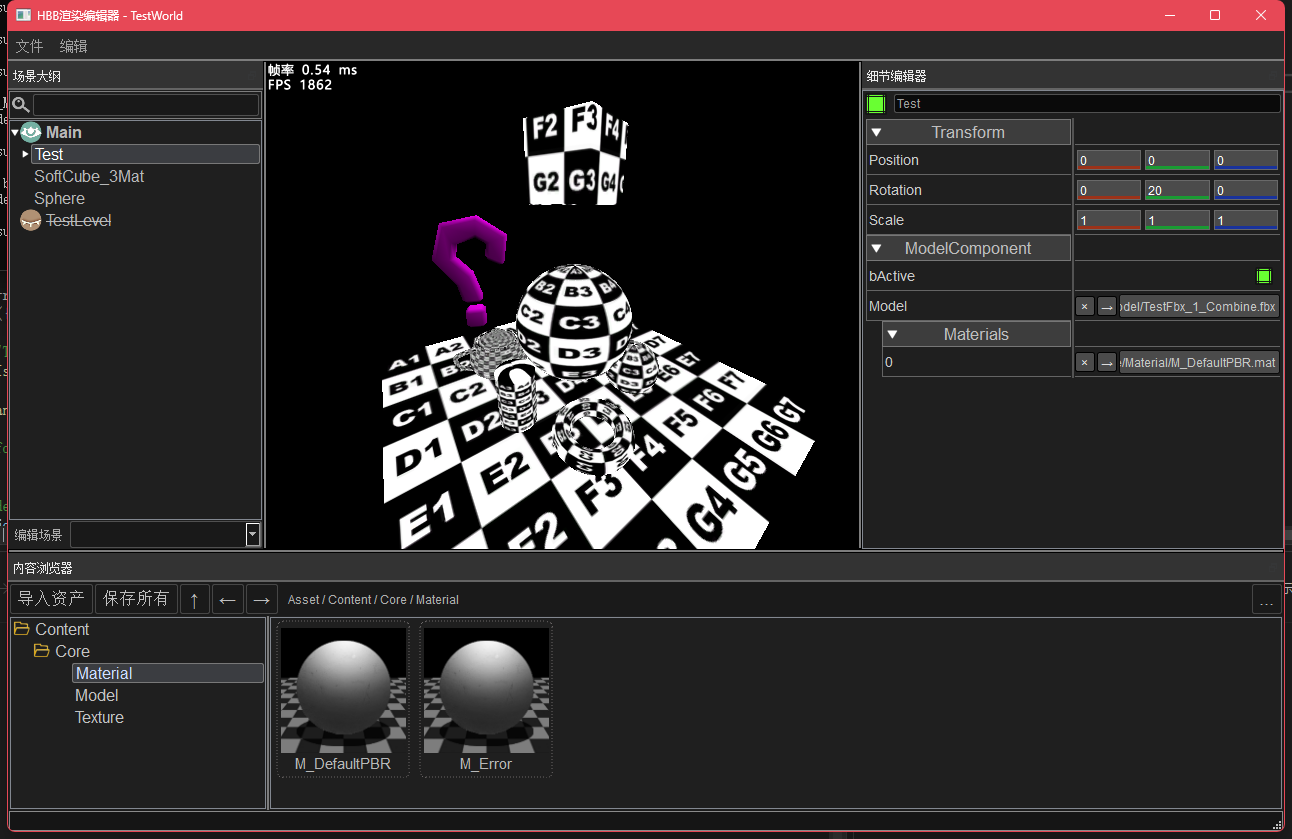 HBB渲染编辑器 - TestWorld
文件 编辑
场景大纲
Main
Test
SoftCube_3Mat
Sphere
TestLevel
编辑场景
帧率 0.54 ms
FPS 1862
F2 F3 F4
G2 G3 G4
B2 B3 B4
C2 C3 C4
D3
A1 A2
B1
C1 C2
D1 D2
E1 E2
F2 F3 F4 F5 F6 F7
G4 G5 G6 G7
E6 E7
细节编辑器
Test
Transform
Position 0 0 0
Rotation 0 20 0
Scale 1 1 1
ModelComponent
bActive
Model × → del/TestFbx_1_Combine.fbx
Materials
0 × → e/Material/M_DefaultPBR.mat
内容浏览器
导入资产 保存所有 ↑ ← → Asset / Content / Core / Material ...
Content
Core
Material
Model
Texture
M_DefaultPBR M_Error